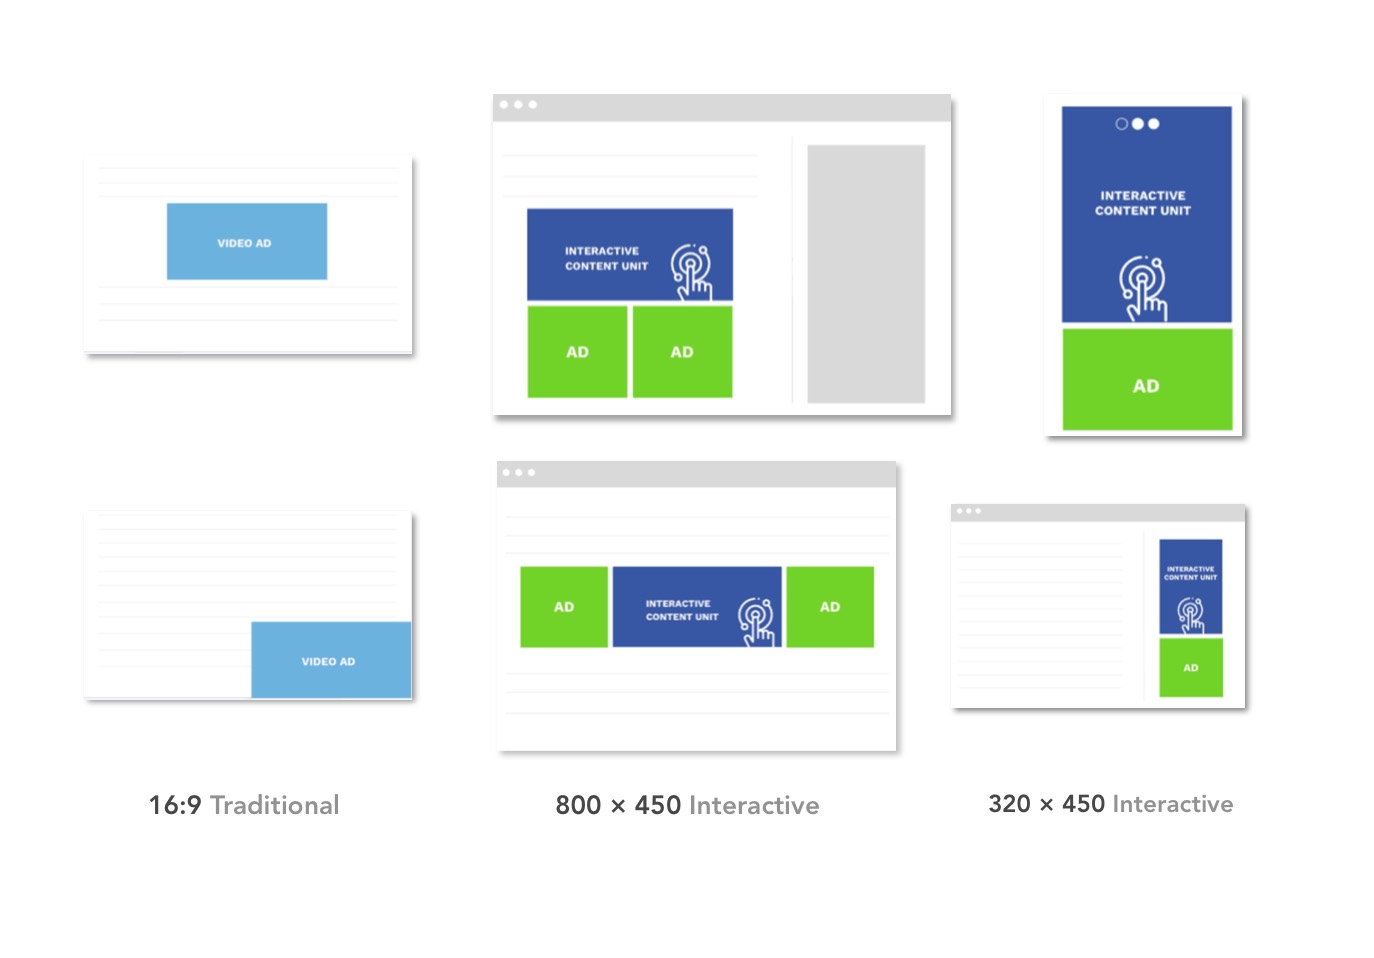 VIDEO AD
INTERACTIVE
CONTENT UNIT
AD AD
INTERACTIVE
CONTENT UNIT
AD
VIDEO AD
AD
INTERACTIVE
CONTENT UNIT
AD
INTERACTIVE
CONTENT UNIT
AD
16:9 Traditional
800 × 450 Interactive
320 × 450 Interactive